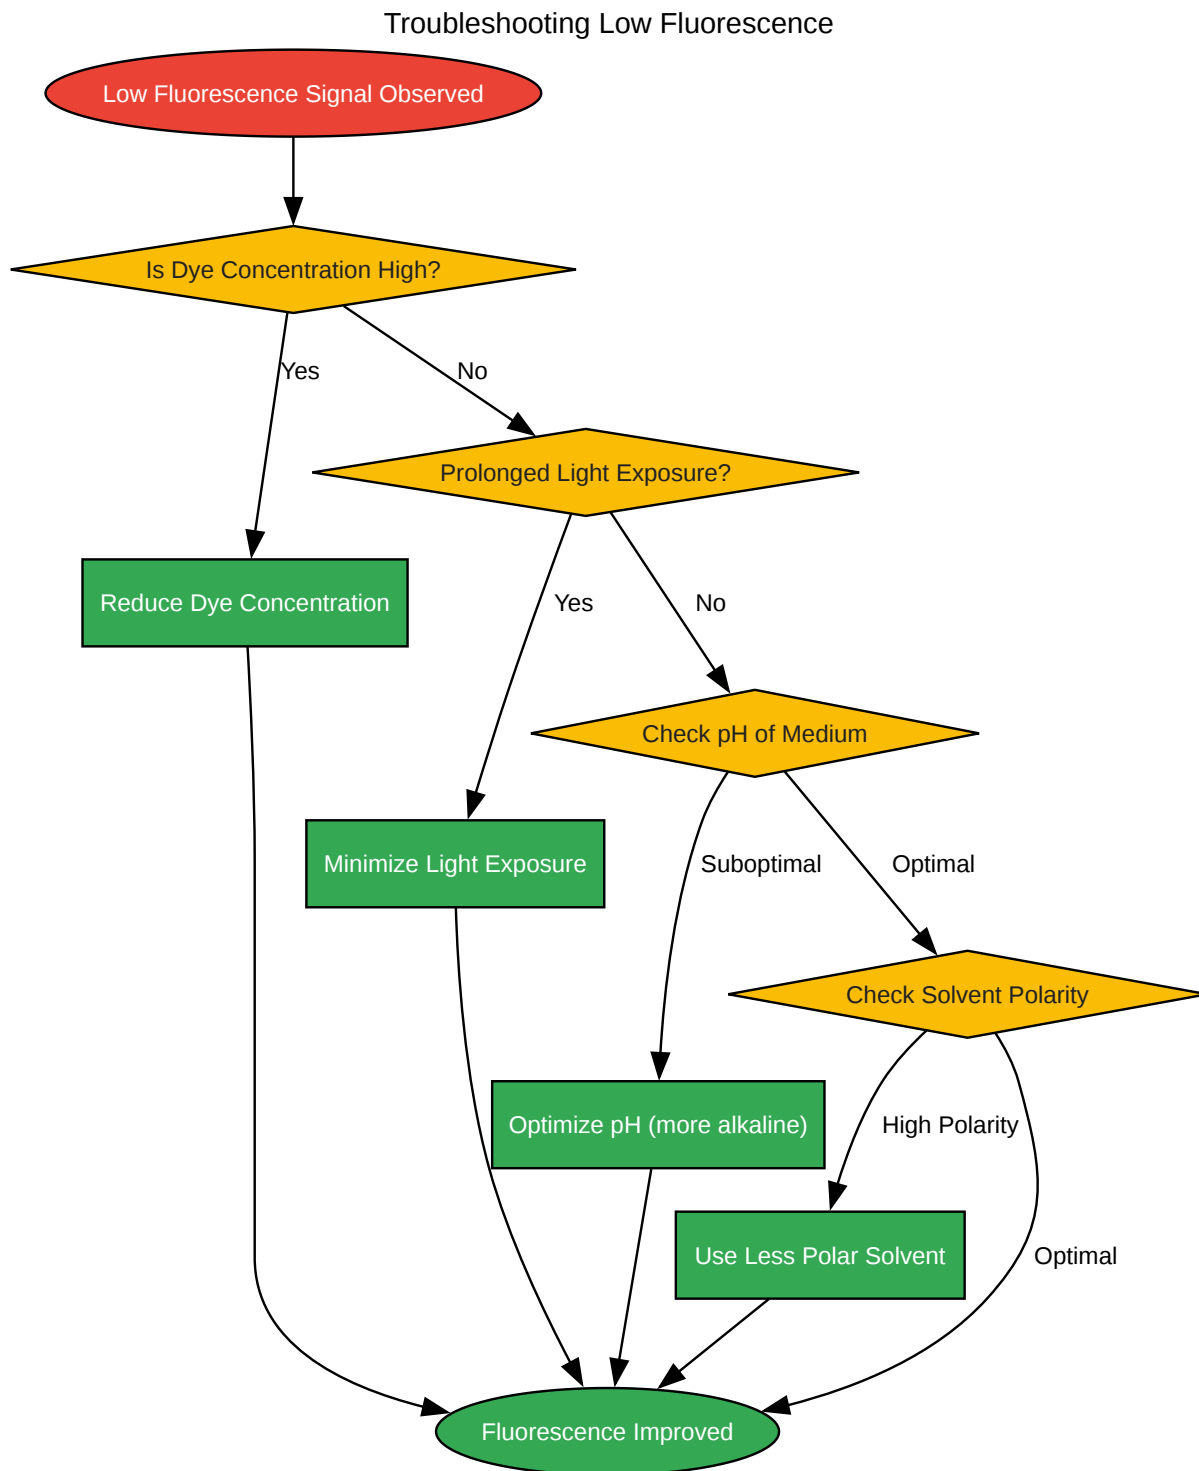 Troubleshooting Low Fluorescence
Low Fluorescence Signal Observed
Is Dye Concentration High?
Yes
No
Prolonged Light Exposure?
Reduce Dye Concentration
Yes
No
Check pH of Medium
Minimize Light Exposure
Suboptimal
Optimal
Check Solvent Polarity
Optimize pH (more alkaline)
High Polarity
Use Less Polar Solvent
Optimal
Fluorescence Improved